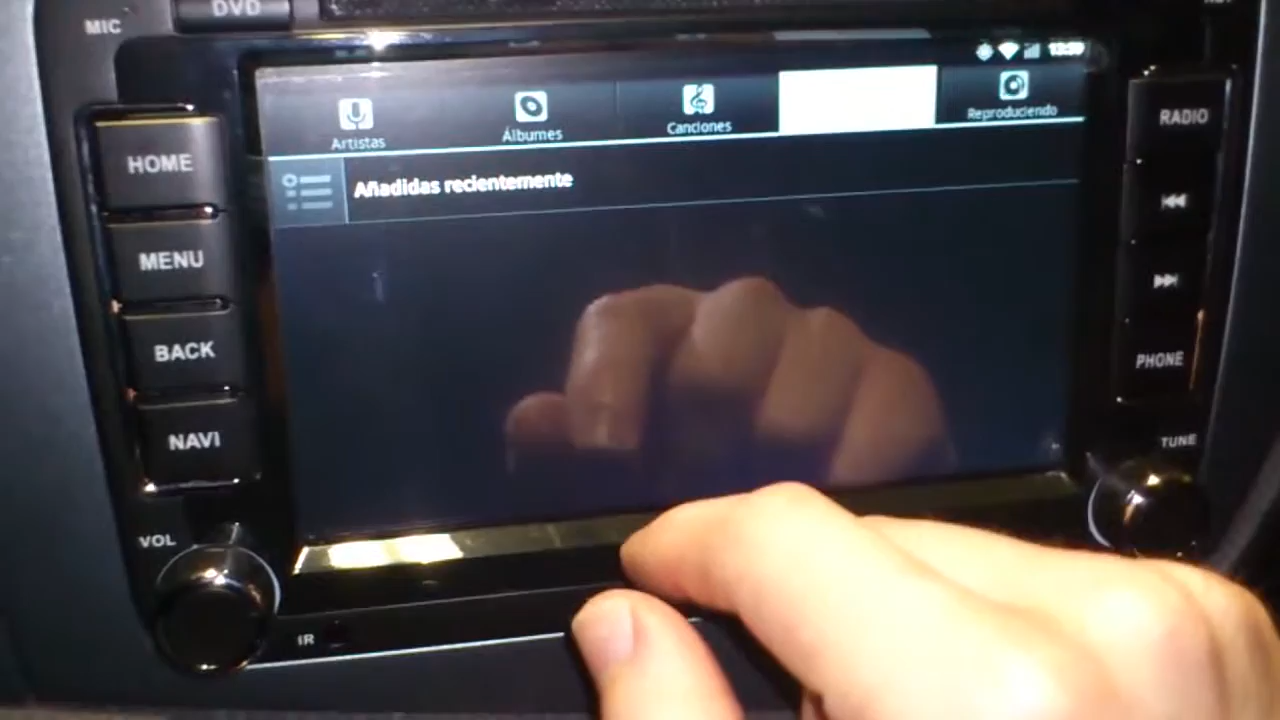 DVD
MIC
HOME
MENU
BACK
NAVI
VOL
IR
Artistas
Álbumes
Canciones
Reproduciendo
Añadidas recientemente
RADIO
PHONE
TUNE